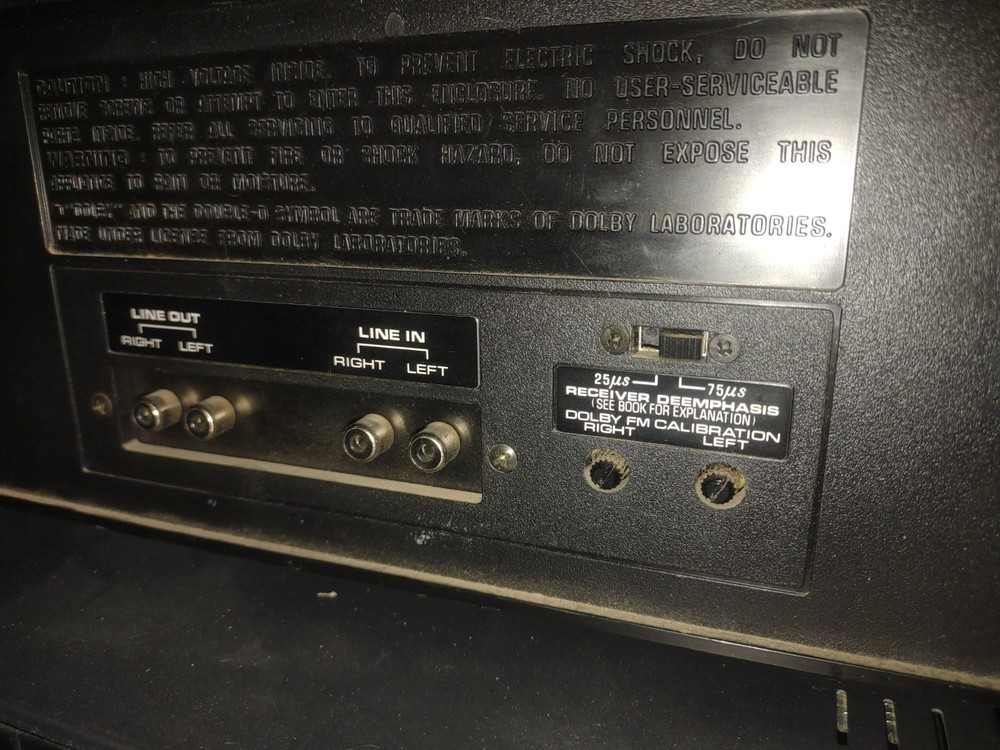 CAUTION : HIGH VOLTAGE INSIDE. TO PREVENT ELECTRIC SHOCK, DO NOT
REMOVE SCREWS OR ATTEMPT TO ENTER THIS ENCLOSURE. NO USER-SERVICEABLE
PARTS INSIDE. REFER ALL SERVICING TO QUALIFIED SERVICE PERSONNEL.
WARNING : TO PREVENT FIRE OR SHOCK HAZARD, DO NOT EXPOSE THIS
APPLIANCE TO RAIN OR MOISTURE.
"DOLBY" AND THE DOUBLE-D SYMBOL ARE TRADE MARKS OF DOLBY LABORATORIES.
MADE UNDER LICENSE FROM DOLBY LABORATORIES.
LINE OUT
RIGHT LEFT
LINE IN
RIGHT LEFT
25µs 75µs
RECEIVER DEEMPHASIS
(SEE BOOK FOR EXPLANATION)
DOLBY FM CALIBRATION
RIGHT LEFT